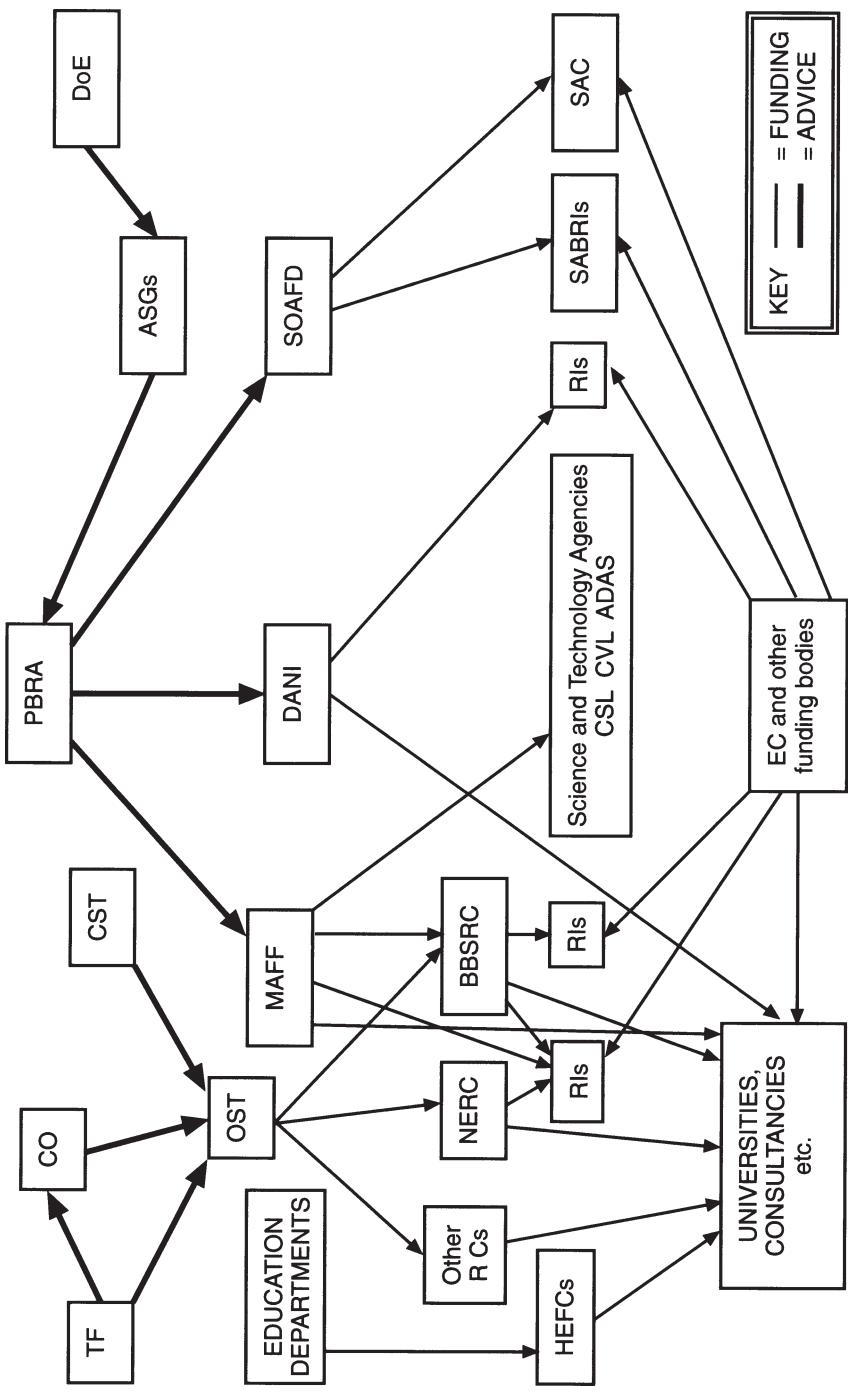 TF
CO
CST
PBRA
ASGs
DoE
OST
EDUCATION
DEPARTMENTS
MAFF
DANI
SOAFD
Other
R Cs
NERC
BBSRC
HEFCs
RIs
RIs
Science and Technology Agencies
CSL CVL ADAS
RIs
SABRIs
SAC
UNIVERSITIES,
CONSULTANCIES
etc.
EC and other
funding bodies
KEY = FUNDING
= ADVICE